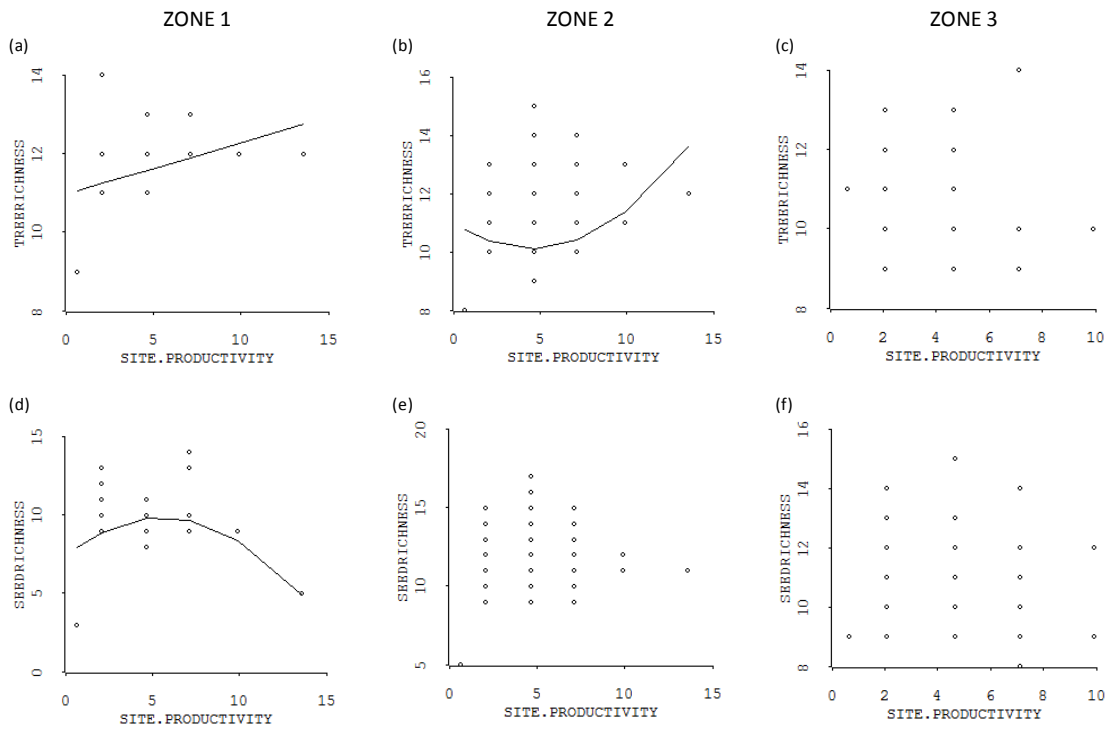 ZONE 1
ZONE 2
ZONE 3
(a)
TREERICHNESS
14
12
10
8
0 5 10 15
SITE.PRODUCTIVITY
(b)
TREERICHNESS
16
14
12
10
8
0 5 10 15
SITE.PRODUCTIVITY
(c)
TREERICHNESS
14
12
10
8
0 2 4 6 8 10
SITE.PRODUCTIVITY
(d)
SEEDRICHNESS
15
10
5
0
0 5 10 15
SITE.PRODUCTIVITY
(e)
SEEDRICHNESS
20
15
10
5
0 5 10 15
SITE.PRODUCTIVITY
(f)
SEEDRICHNESS
16
14
12
10
8
0 2 4 6 8 10
SITE.PRODUCTIVITY